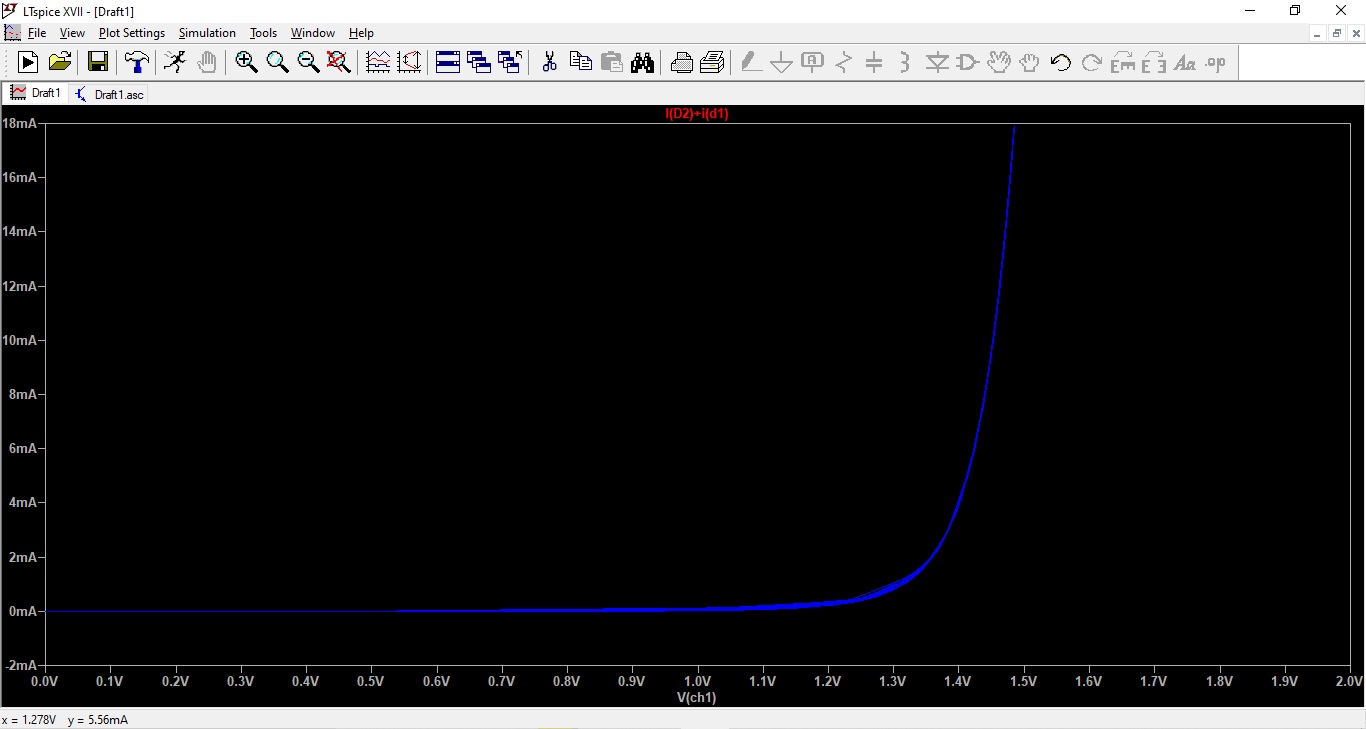 LTspice XVII - [Draft1]
File View Plot Settings Simulation Tools Window Help
Draft1 Draft1.asc
I(D2)+i(d1)
18mA
16mA
14mA
12mA
10mA
8mA
6mA
4mA
2mA
0mA
-2mA
0.0V 0.1V 0.2V 0.3V 0.4V 0.5V 0.6V 0.7V 0.8V 0.9V 1.0V 1.1V 1.2V 1.3V 1.4V 1.5V 1.6V 1.7V 1.8V 1.9V 2.0V
V(ch1)
x = 1.278V y = 5.56mA